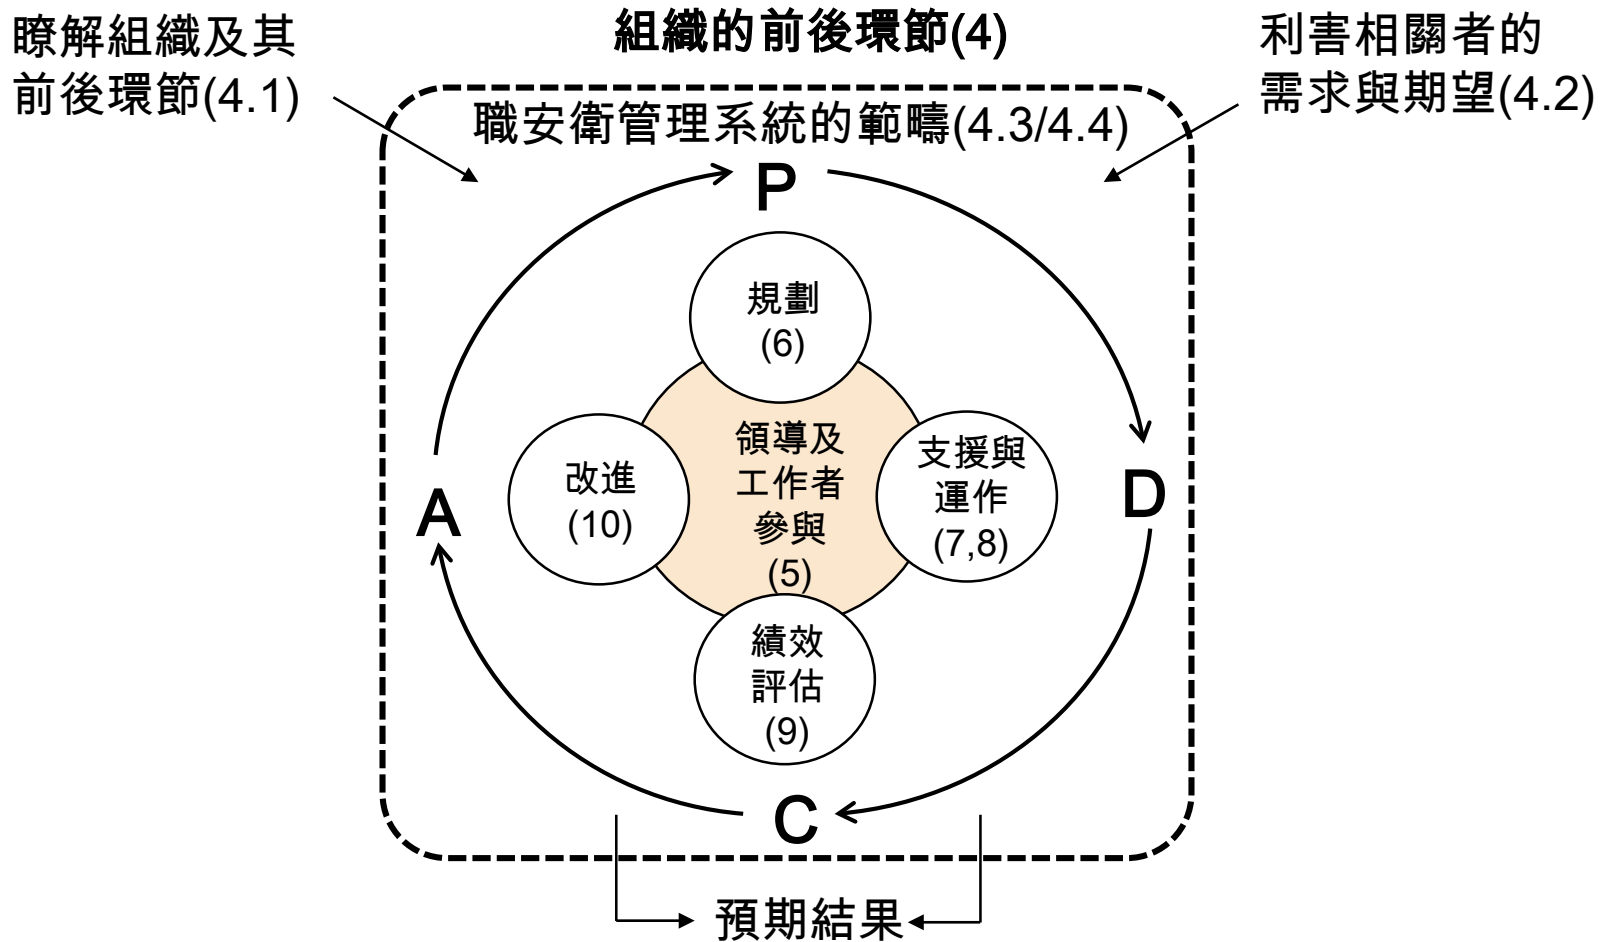 組織的前後環節(4)
瞭解組織及其
前後環節(4.1)
利害相關者的
需求與期望(4.2)
職安衛管理系統的範疇(4.3/4.4)
P
規劃
(6)
領導及
工作者
參與
(5)
支援與
運作
(7,8)
D
改進
(10)
A
績效
評估
(9)
C
預期結果